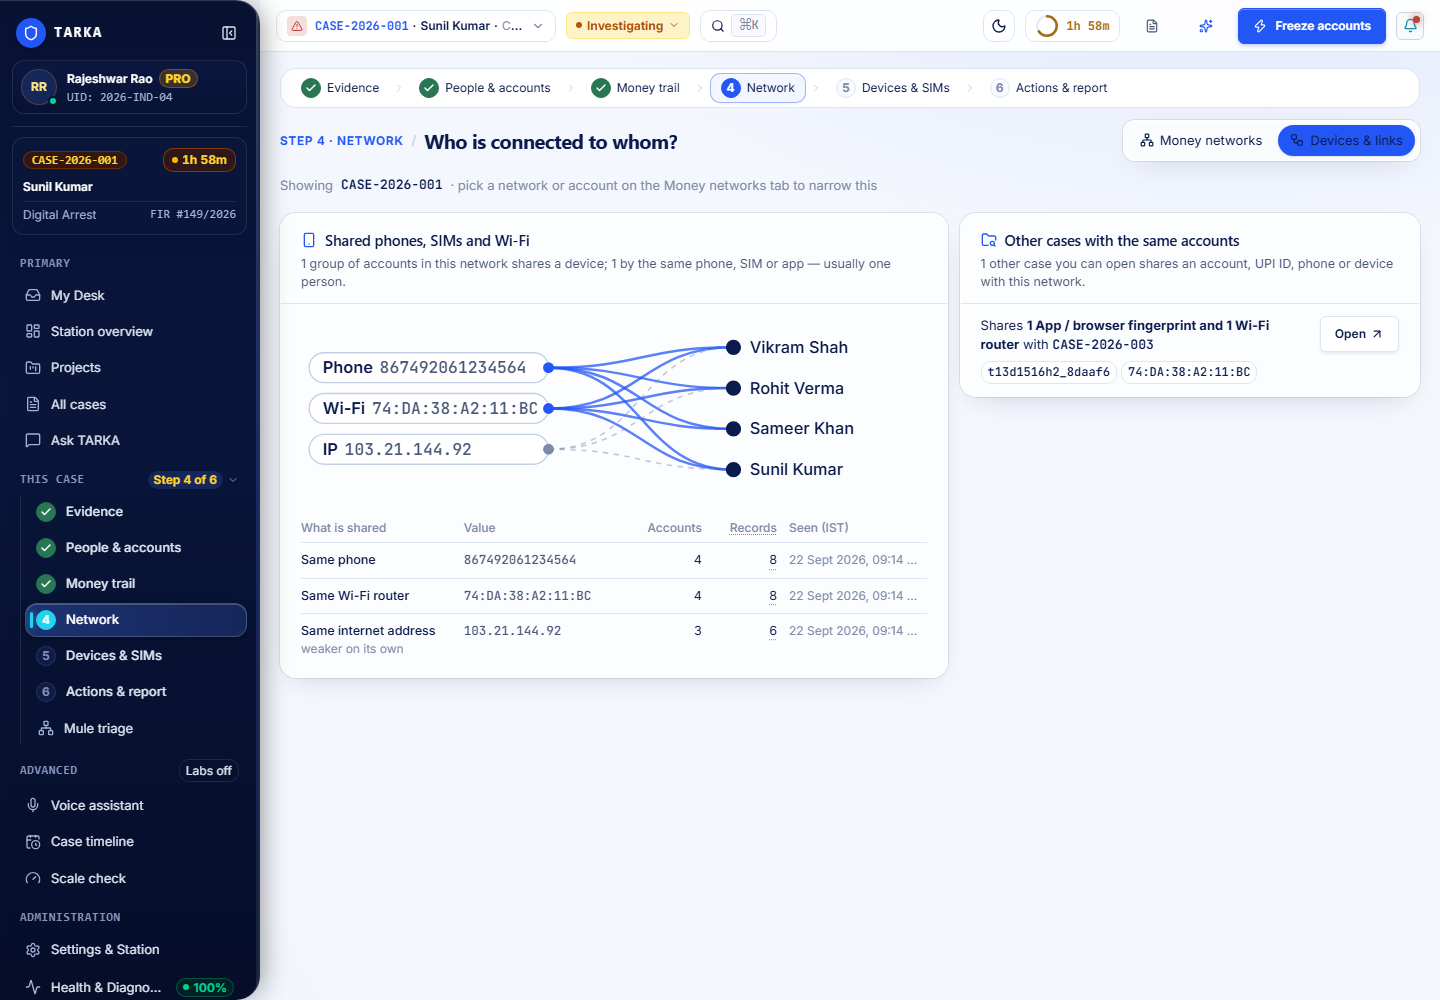 TARKA
RR
Rajeshwar Rao PRO
UID: 2026-IND-04
CASE-2026-001
1h 58m
Sunil Kumar
Digital Arrest
FIR #149/2026
PRIMARY
My Desk
Station overview
Projects
All cases
Ask TARKA
THIS CASE
Step 4 of 6
Evidence
People & accounts
Money trail
4 Network
5 Devices & SIMs
6 Actions & report
Mule triage
ADVANCED
Labs off
Voice assistant
Case timeline
Scale check
ADMINISTRATION
Settings & Station
Health & Diagno... 100%
CASE-2026-001 · Sunil Kumar · C...
Investigating
⌘K
1h 58m
Freeze accounts
Evidence
People & accounts
Money trail
4 Network
5 Devices & SIMs
6 Actions & report
STEP 4 · NETWORK / Who is connected to whom?
Money networks
Devices & links
Showing CASE-2026-001 · pick a network or account on the Money networks tab to narrow this
Shared phones, SIMs and Wi-Fi
1 group of accounts in this network shares a device; 1 by the same phone, SIM or app — usually one
person.
Phone 867492061234564
Wi-Fi 74:DA:38:A2:11:BC
IP 103.21.144.92
Vikram Shah
Rohit Verma
Sameer Khan
Sunil Kumar
What is shared Value Accounts Records Seen (IST)
Same phone 867492061234564 4 8 22 Sept 2026, 09:14 ...
Same Wi-Fi router 74:DA:38:A2:11:BC 4 8 22 Sept 2026, 09:14 ...
Same internet address 103.21.144.92 3 6 22 Sept 2026, 09:14 ...
weaker on its own
Other cases with the same accounts
1 other case you can open shares an account, UPI ID, phone or device
with this network.
Shares 1 App / browser fingerprint and 1 Wi-Fi
router with CASE-2026-003
Open
t13d1516h2_8daaf6
74:DA:38:A2:11:BC